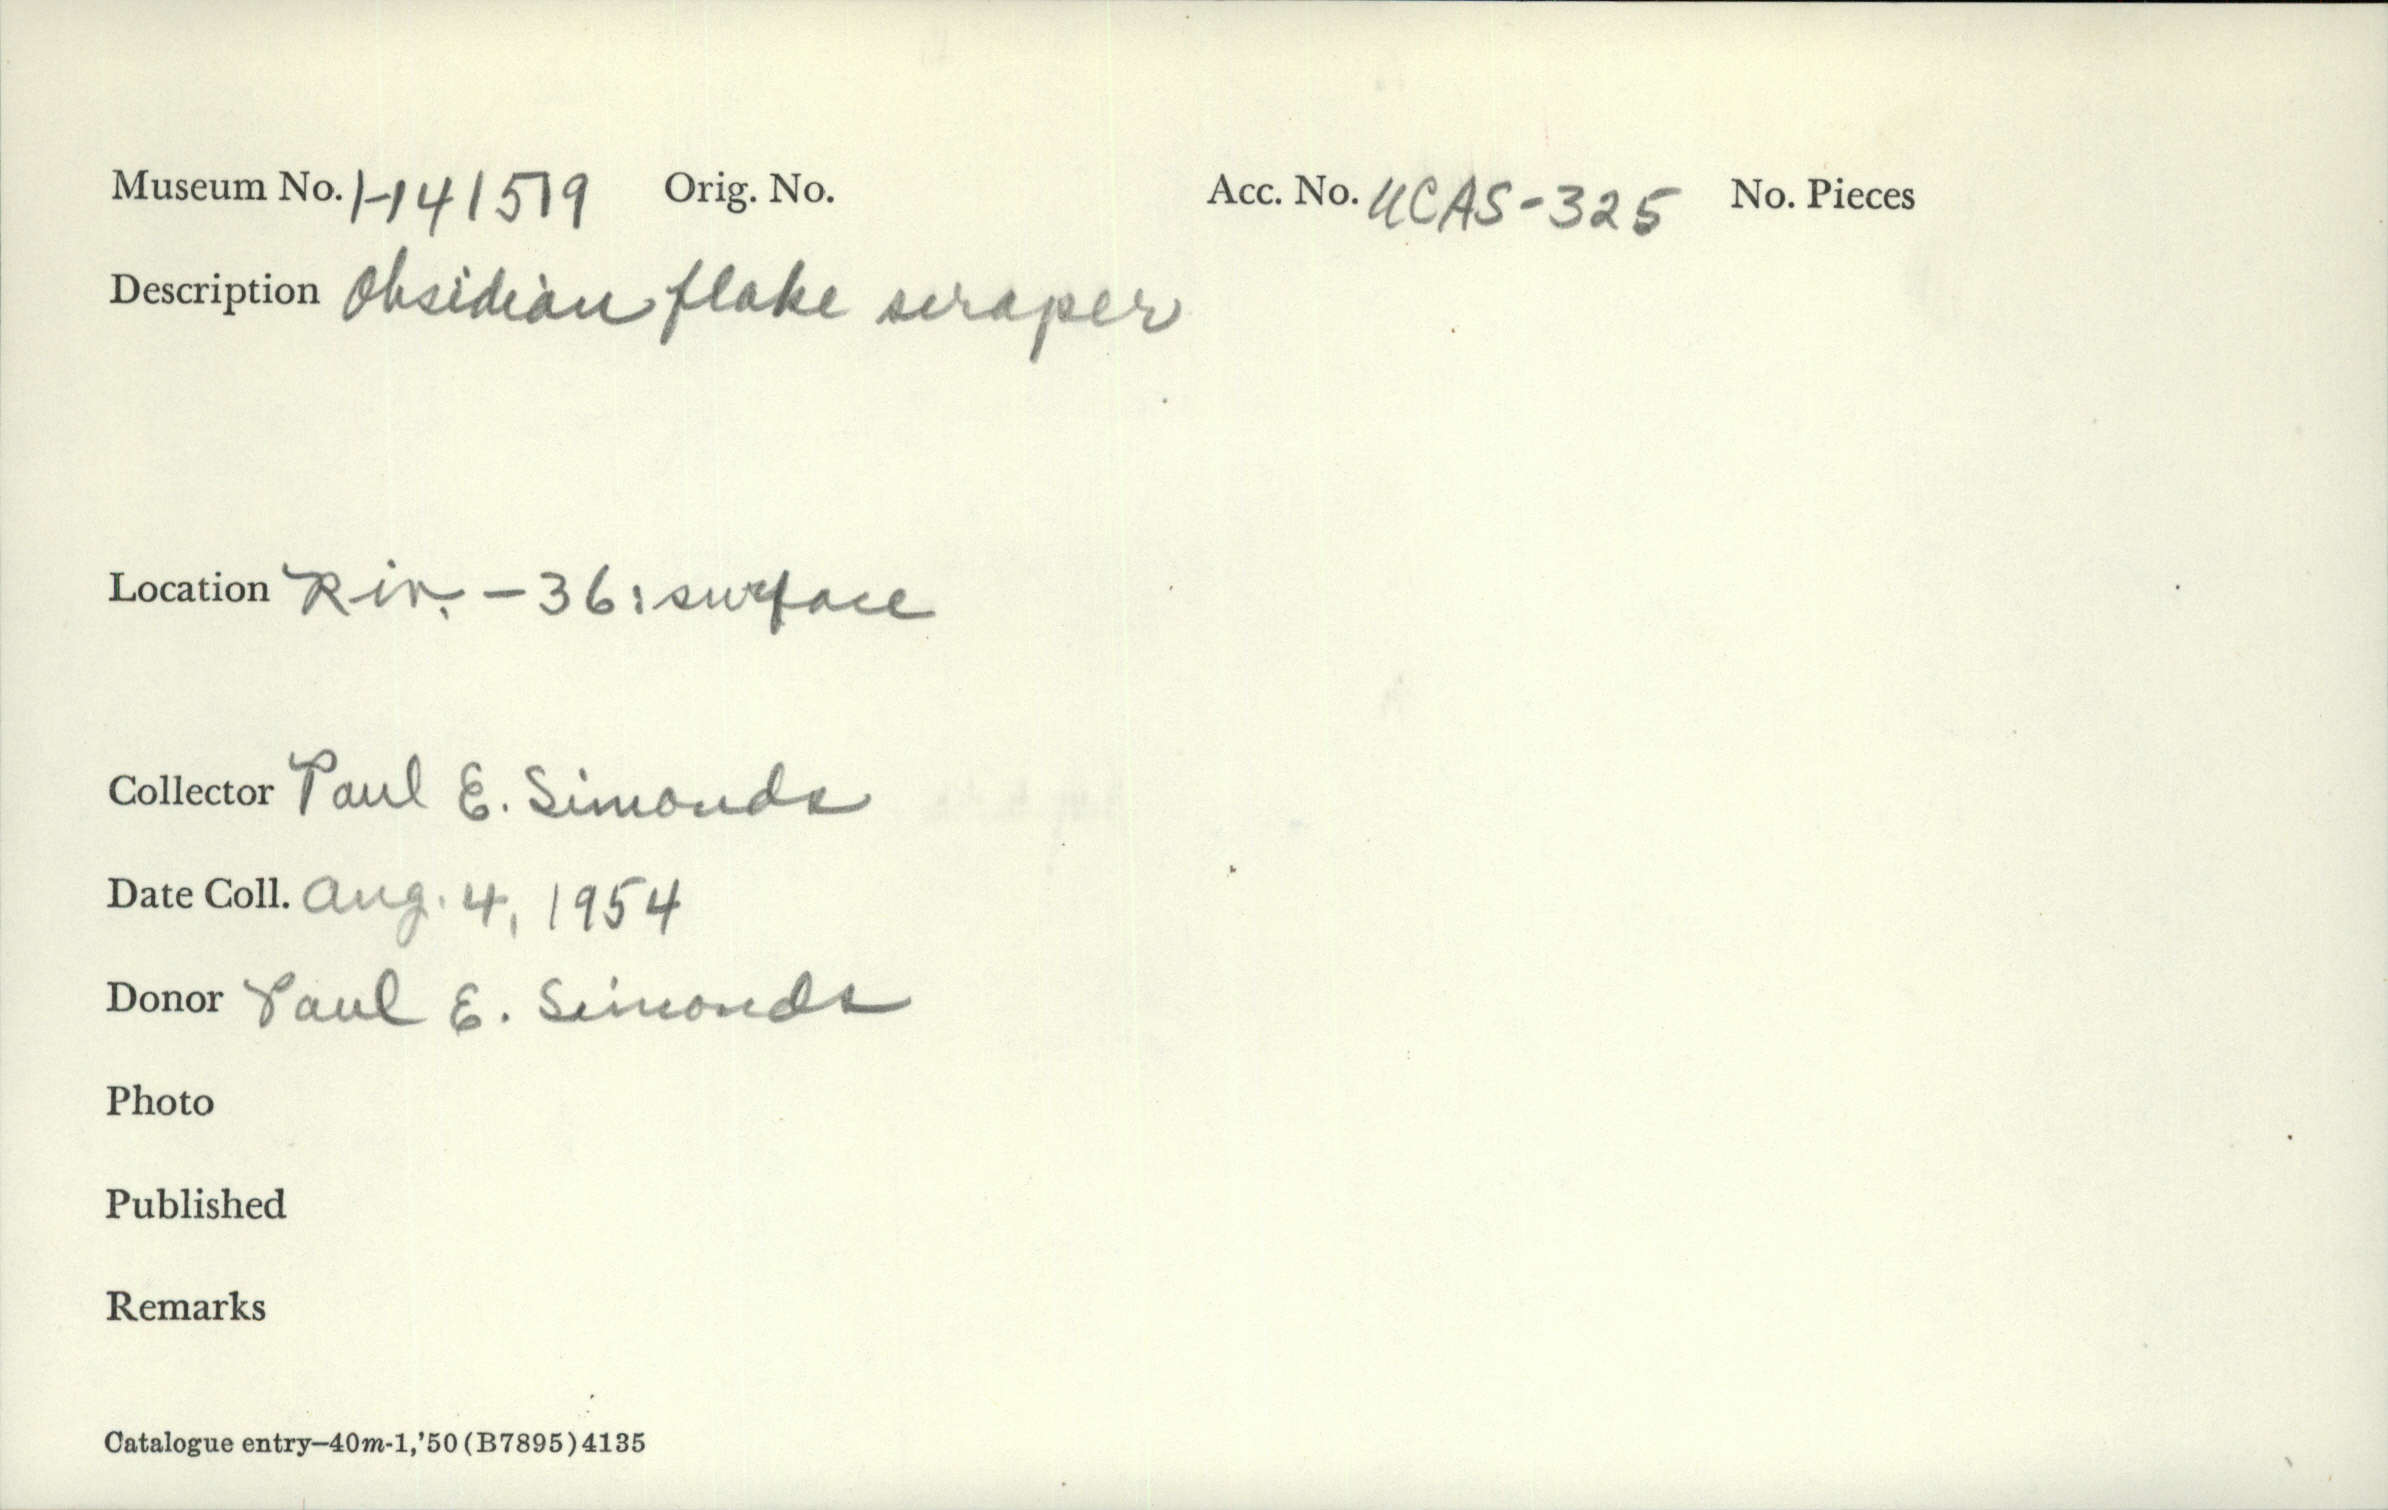 Museum No. 1-141519 Orig. No. Acc. No. UCAS-325 No. Pieces
Description Obsidian flake scraper
Location Riv. - 36: surface
Collector Paul E. Simonds
Date Coll. Aug. 4, 1954
Donor Paul E. Simonds
Photo
Published
Remarks
Catalogue entry—40m-1,'50(B7895)4135